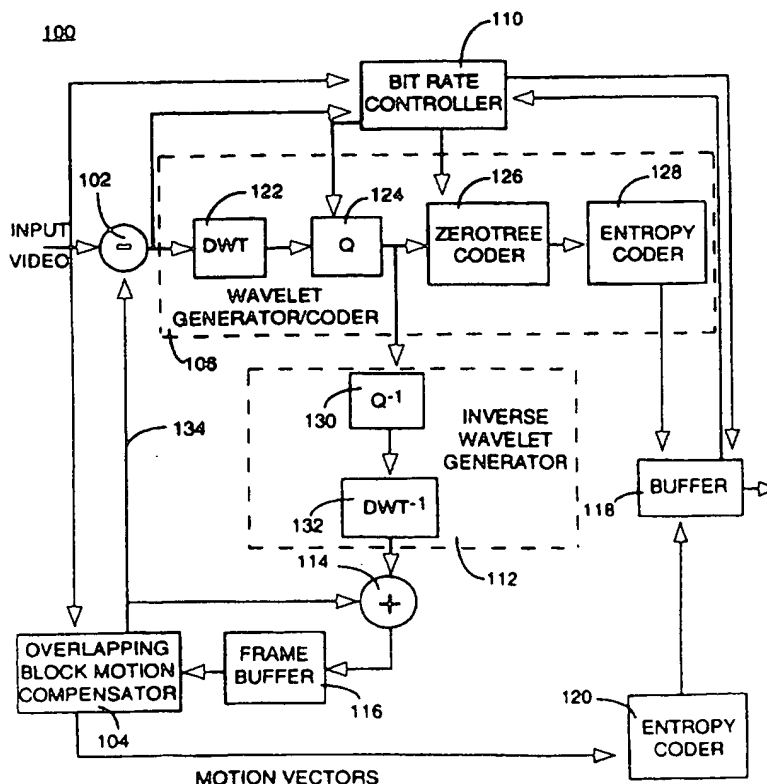 100
110
BIT RATE
CONTROLLER
102
122
124
126
128
INPUT
VIDEO
-
DWT
Q
ZEROTREE
CODER
ENTROPY
CODER
WAVELET
GENERATOR/CODER
106
130
Q-1
INVERSE
WAVELET
GENERATOR
134
132
DWT-1
118
BUFFER
114
112
+
OVERLAPPING
BLOCK MOTION
COMPENSATOR
104
FRAME
BUFFER
116
120
ENTROPY
CODER
MOTION VECTORS